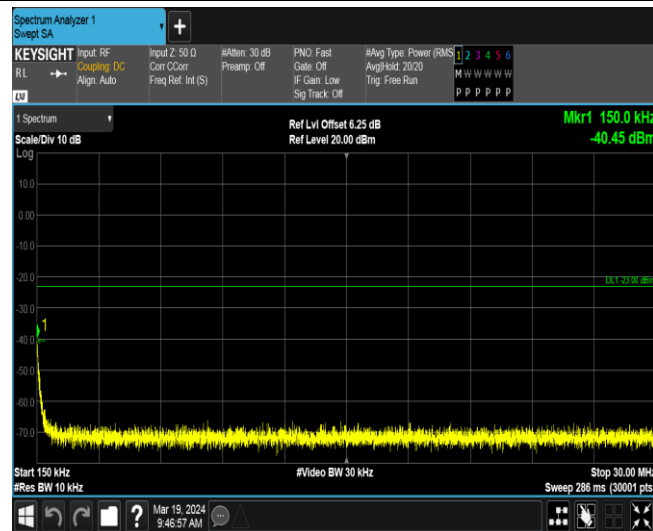 Spectrum Analyzer 1
Swept SA
KEYSIGHT
RL
LXI
Input: RF
Coupling: DC
Align: Auto
Input Z: 50 Ω
Corr CCorr
Freq Ref: Int (S)
#Atten: 30 dB
Preamp: Off
PNO: Fast
Gate: Off
IF Gain: Low
Sig Track: Off
#Avg Type: Power (RMS
Avg|Hold: 20/20
Trig: Free Run
1 2 3 4 5 6
M W W W W W
P P P P P P
1 Spectrum
Scale/Div 10 dB
Log
Ref Lvl Offset 6.25 dB
Ref Level 20.00 dBm
Mkr1 150.0 kHz
-40.45 dBm
10.0
0.00
-10.0
-20.0
DL1 -23.00 dBm
-30.0
1
-40.0
-50.0
-60.0
-70.0
Start 150 kHz
#Res BW 10 kHz
#Video BW 30 kHz
Stop 30.00 MHz
Sweep 286 ms (30001 pts
?
Mar 19, 2024
9:46:57 AM